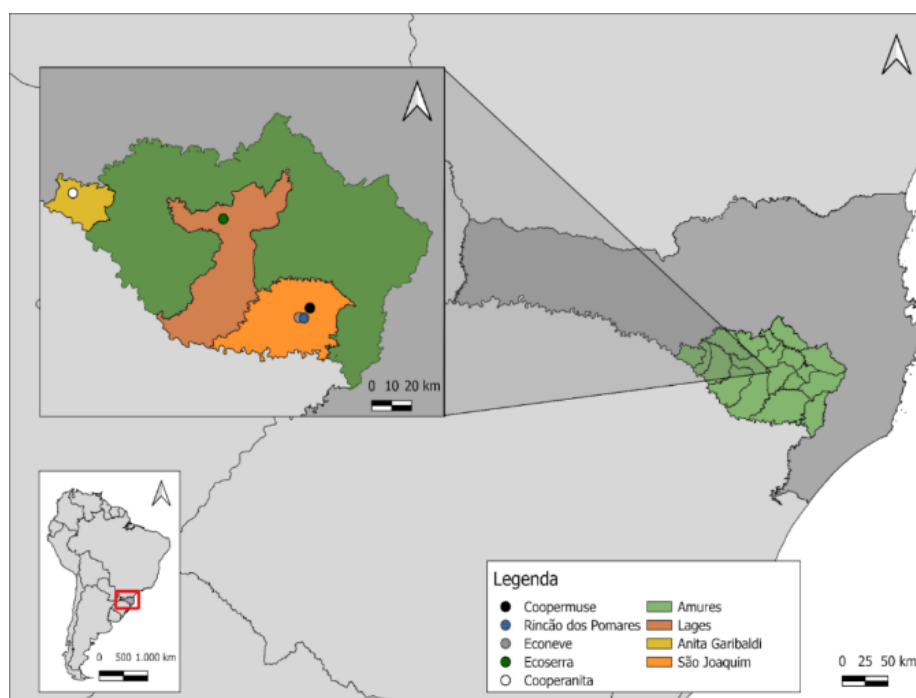 0 10 20 km
0 500 1.000 km
Legenda
Coopermuse
Rincão dos Pomares
Econeve
Ecoserra
Cooperanita
Amures
Lages
Anita Garibaldi
São Joaquim
0 25 50 km